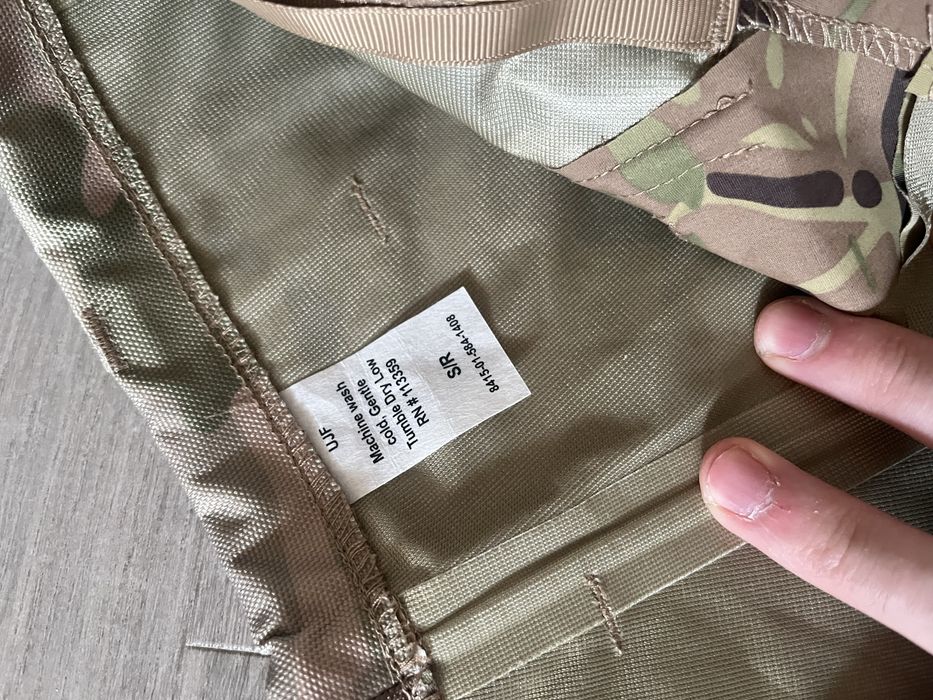 UJF
Machine wash
cold, Gentle
Tumble Dry Low
RN # 113359
S/R
8415-01-584-1408